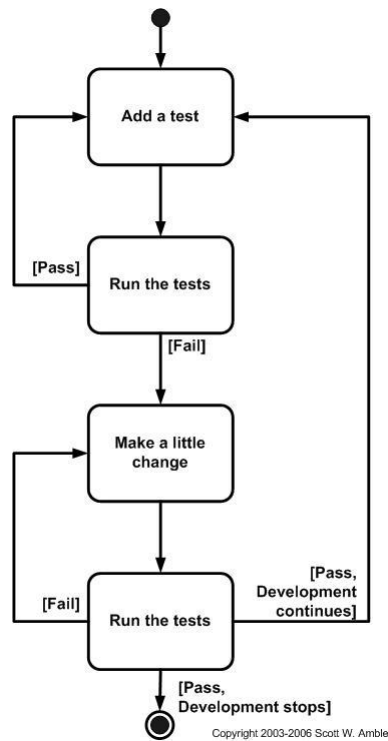 Add a test
[Pass]
Run the tests
[Fail]
Make a little
change
[Fail]
Run the tests
[Pass,
Development
continues]
[Pass,
Development stops]
Copyright 2003-2006 Scott W. Amble